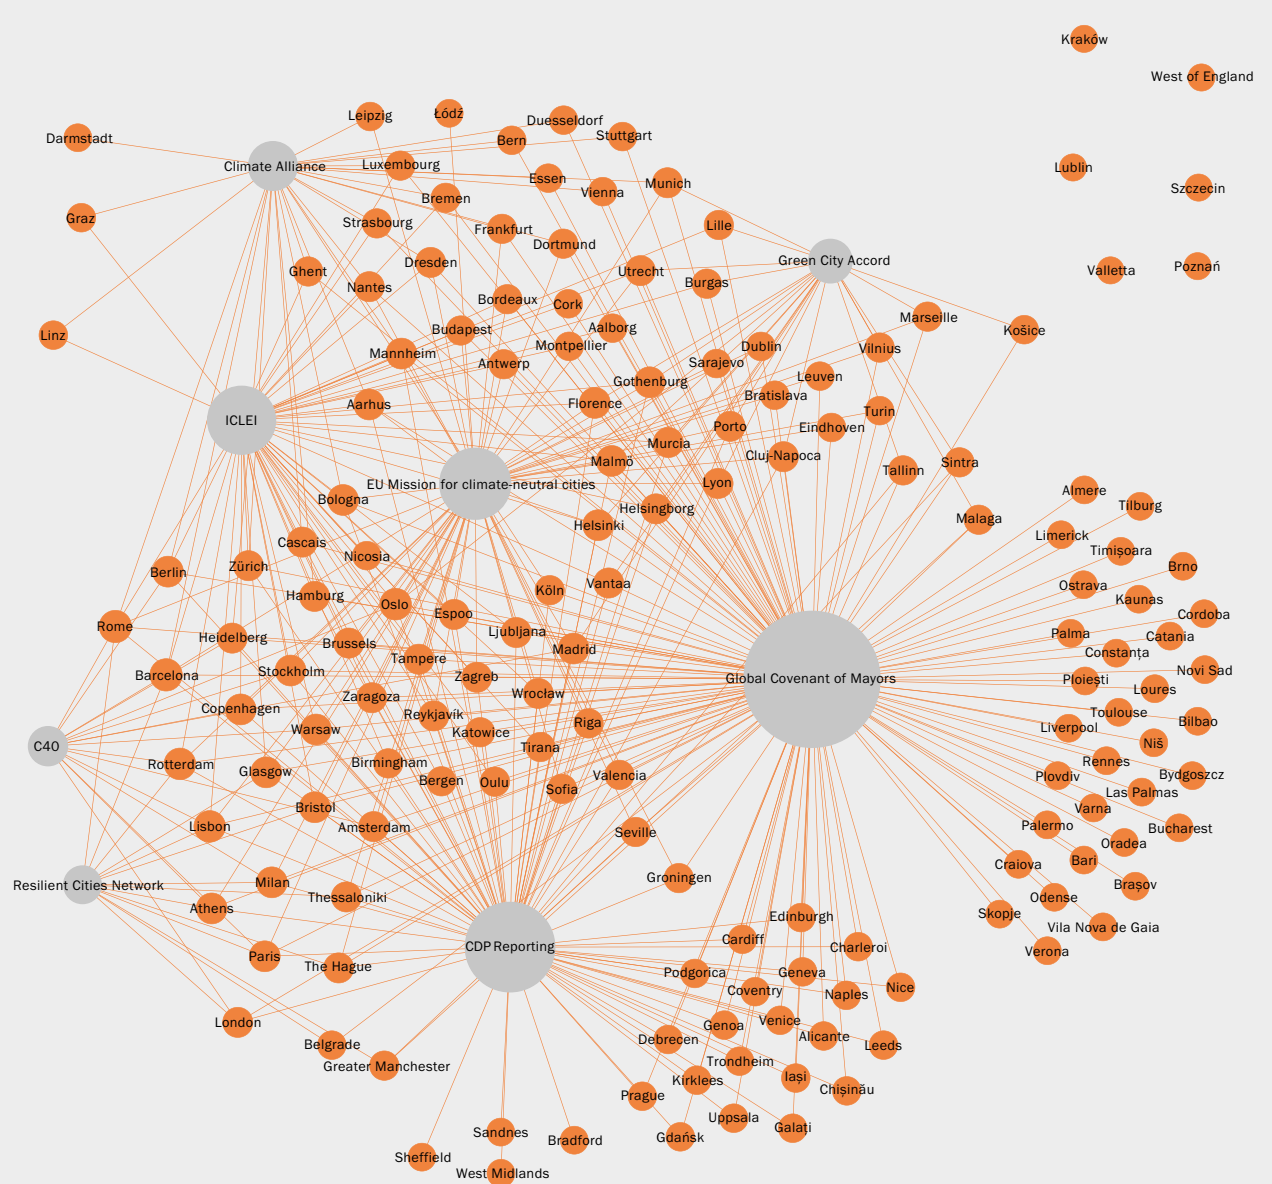 Kraków
West of England
Leipzig
Łódź
Duesseldorf
Darmstadt
Bern
Stuttgart
Climate Alliance
Luxembourg
Lublin
Essen
Vienna
Munich
Szczecin
Bremen
Graz
Strasbourg
Frankfurt
Lille
Dortmund
Ghent
Dresden
Utrecht
Green City Accord
Valletta
Poznań
Nantes
Burgas
Bordeaux
Cork
Marseille
Linz
Budapest
Aalborg
Košice
Mannheim
Montpellier
Dublin
Vilnius
Antwerp
Sarajevo
Gothenburg
Leuven
Aarhus
Florence
Bratislava
Turin
ICLEI
Porto
Eindhoven
Murcia
Malmö
Cluj-Napoca
Tallinn
Sintra
EU Mission for climate-neutral cities
Lyon
Almere
Bologna
Helsingborg
Tilburg
Helsinki
Malaga
Limerick
Cascais
Nicosia
Timișoara
Berlin
Zürich
Brno
Hamburg
Oslo
Köln
Vantaa
Ostrava
Kaunas
Espoo
Cordoba
Rome
Heidelberg
Brussels
Ljubljana
Madrid
Palma
Catania
Tampere
Constanța
Barcelona
Stockholm
Zagreb
Global Covenant of Mayors
Ploiești
Novi Sad
Zaragoza
Wrocław
Loures
Copenhagen
Reykjavík
Toulouse
Warsaw
Katowice
Riga
Liverpool
Bilbao
C40
Tirana
Niš
Rotterdam
Glasgow
Birmingham
Rennes
Bergen
Oulu
Sofia
Valencia
Plovdiv
Bydgoszcz
Las Palmas
Bristol
Varna
Lisbon
Amsterdam
Seville
Palermo
Bucharest
Oradea
Resilient Cities Network
Milan
Groningen
Craiova
Bari
Brașov
Athens
Thessaloniki
Odense
Edinburgh
Skopje
Vila Nova de Gaia
Paris
The Hague
CDP Reporting
Cardiff
Charleroi
Verona
Podgorica
Geneva
Coventry
Naples
Nice
London
Belgrade
Genoa
Venice
Debrecen
Alicante
Leeds
Greater Manchester
Trondheim
Kirklees
Iași
Chișinău
Prague
Uppsala
Sandnes
Bradford
Gdańsk
Galați
Sheffield
West Midlands